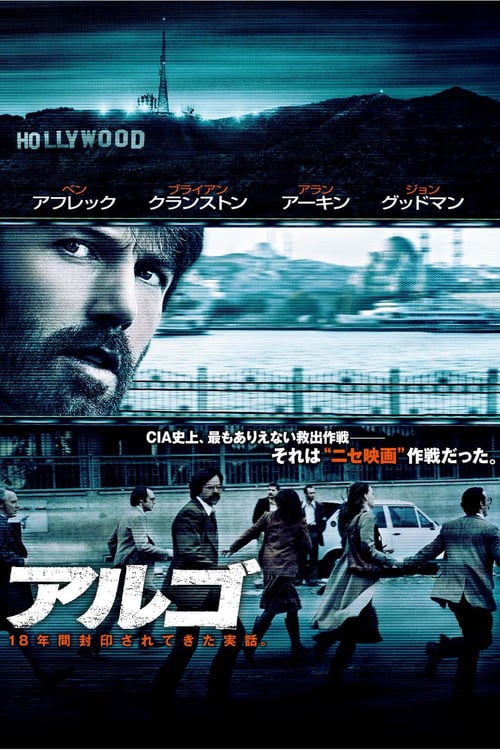 HOLLYWOOD
ベン ブライアン アラン ジョン
アフレック クランストン アーキン グッドマン
CIA史上、最もありえない救出作戦――
それは“ニセ映画”作戦だった。
アルゴ
18年間封印されてきた実話。